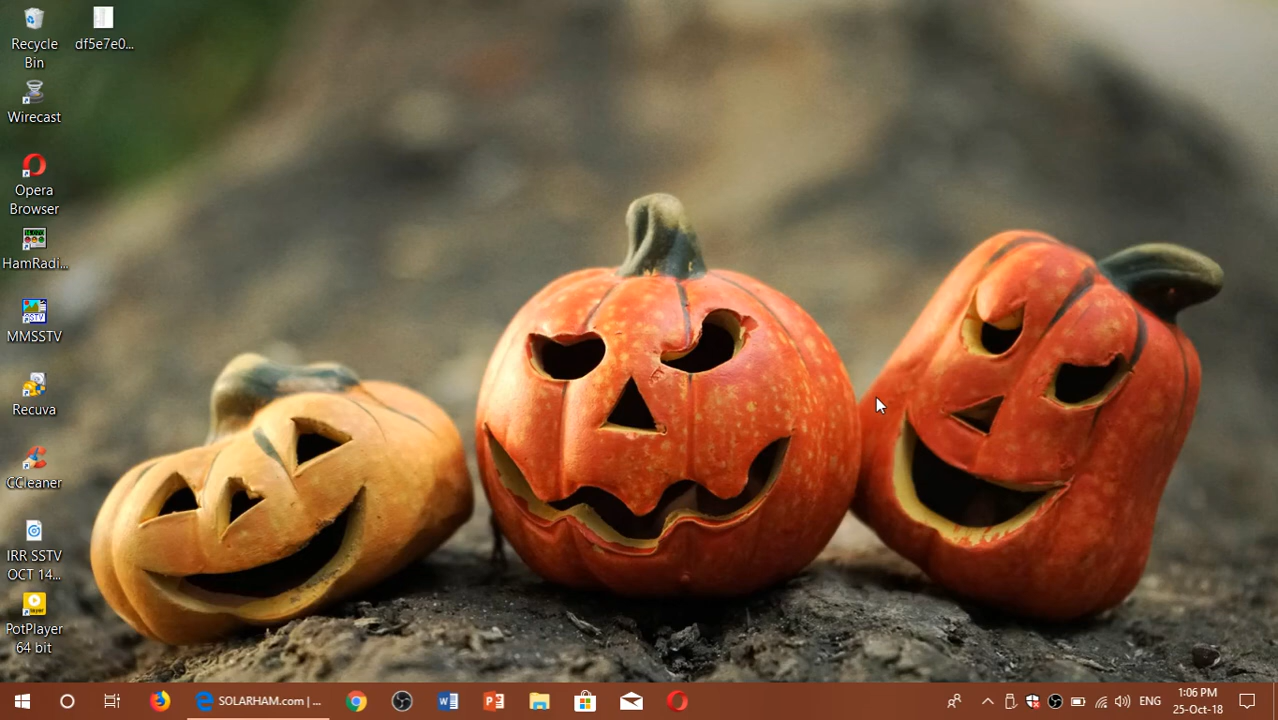 Recycle
Bin
df5e7e0...
Wirecast
Opera
Browser
HamRadi...
MMSSTV
SSTV
Recuva
CCleaner
IRR SSTV
OCT 14...
PotPlayer
64 bit
SOLARHAM.com | ...
ENG
1:06 PM
25-Oct-18